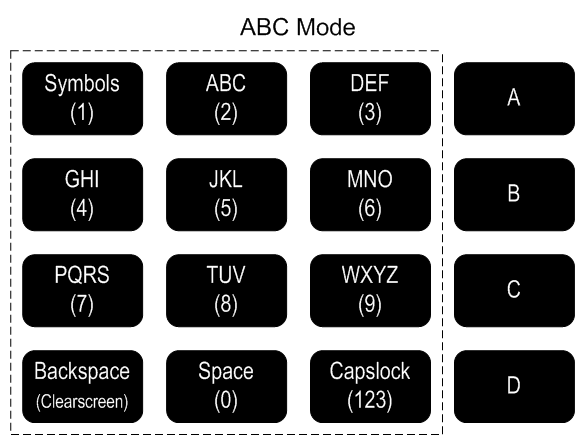 ABC Mode
Symbols
(1)
ABC
(2)
DEF
(3)
A
GHI
(4)
JKL
(5)
MNO
(6)
B
PQRS
(7)
TUV
(8)
WXYZ
(9)
C
Backspace
(Clearscreen)
Space
(0)
Capslock
(123)
D